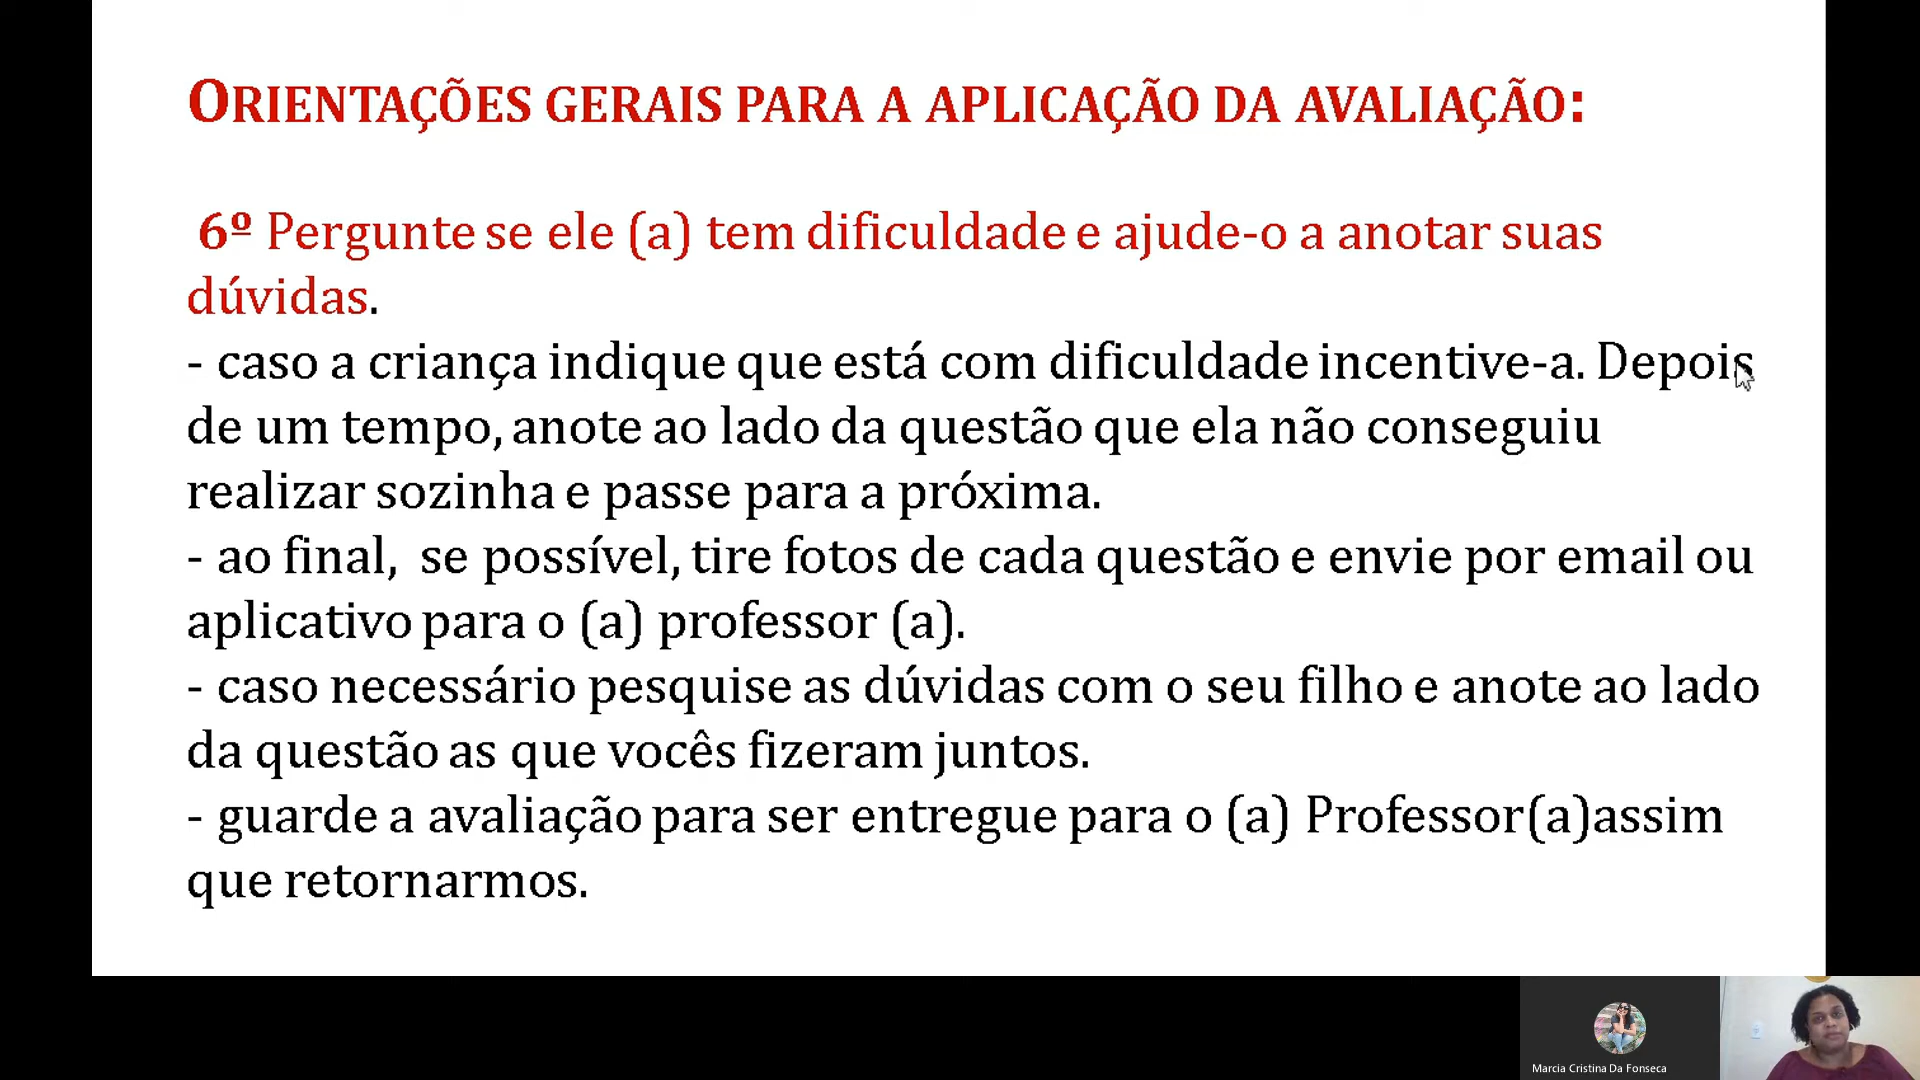 ORIENTAÇÕES GERAIS PARA A APLICAÇÃO DA AVALIAÇÃO:
6º Pergunte se ele (a) tem dificuldade e ajude-o a anotar suas
dúvidas.
- caso a criança indique que está com dificuldade incentive-a. Depois
de um tempo, anote ao lado da questão que ela não conseguiu
realizar sozinha e passe para a próxima.
- ao final,  se possível, tire fotos de cada questão e envie por email ou
aplicativo para o (a) professor (a).
- caso necessário pesquise as dúvidas com o seu filho e anote ao lado
da questão as que vocês fizeram juntos.
- guarde a avaliação para ser entregue para o (a) Professor(a)assim
que retornarmos.
Marcia Cristina Da Fonseca